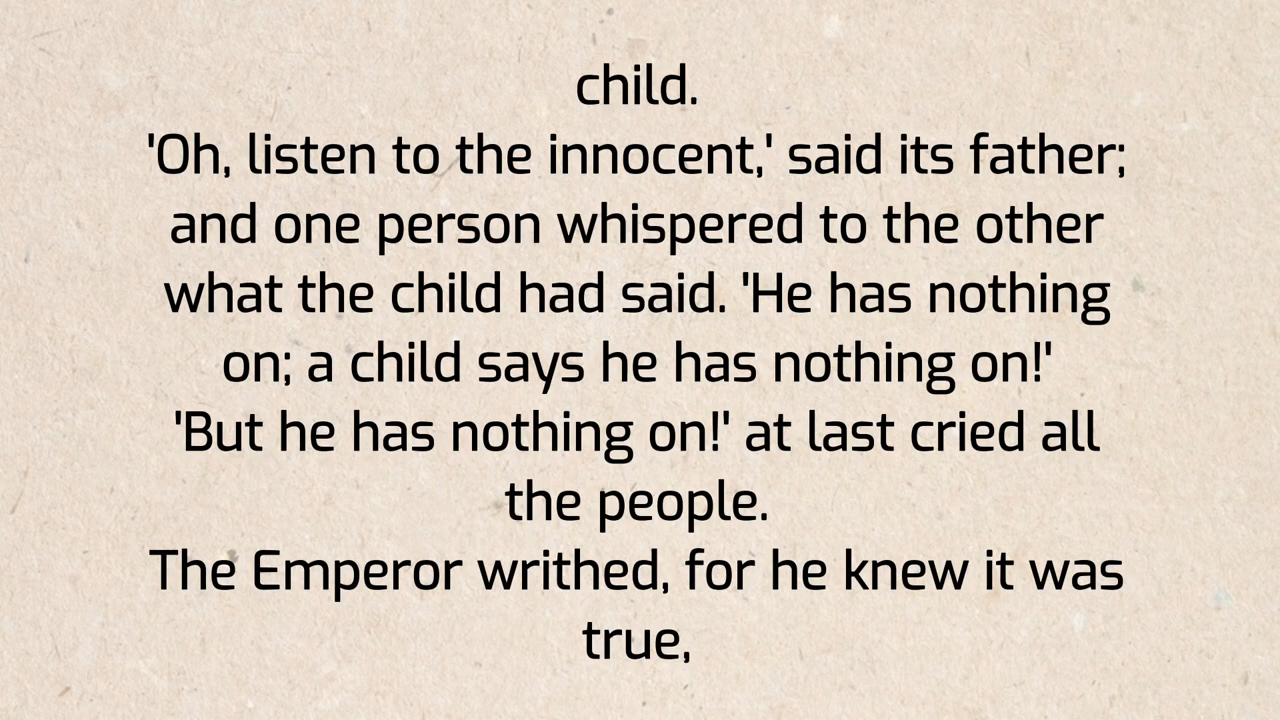 child.
'Oh, listen to the innocent,' said its father;
and one person whispered to the other
what the child had said. 'He has nothing
on; a child says he has nothing on!'
'But he has nothing on!' at last cried all
the people.
The Emperor writhed, for he knew it was
true,